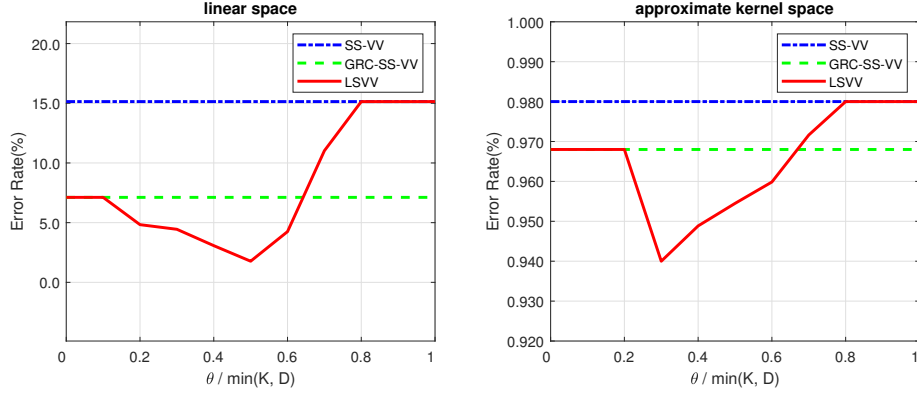 linear space
20.0
15.0
10.0
5.0
0.0
Error Rate(%)
SS-VV
GRC-SS-VV
LSVV
0 0.2 0.4 0.6 0.8 1
θ / min(K, D)
approximate kernel space
1.000
0.990
0.980
0.970
0.960
0.950
0.940
0.930
0.920
Error Rate(%)
SS-VV
GRC-SS-VV
LSVV
0 0.2 0.4 0.6 0.8 1
θ / min(K, D)